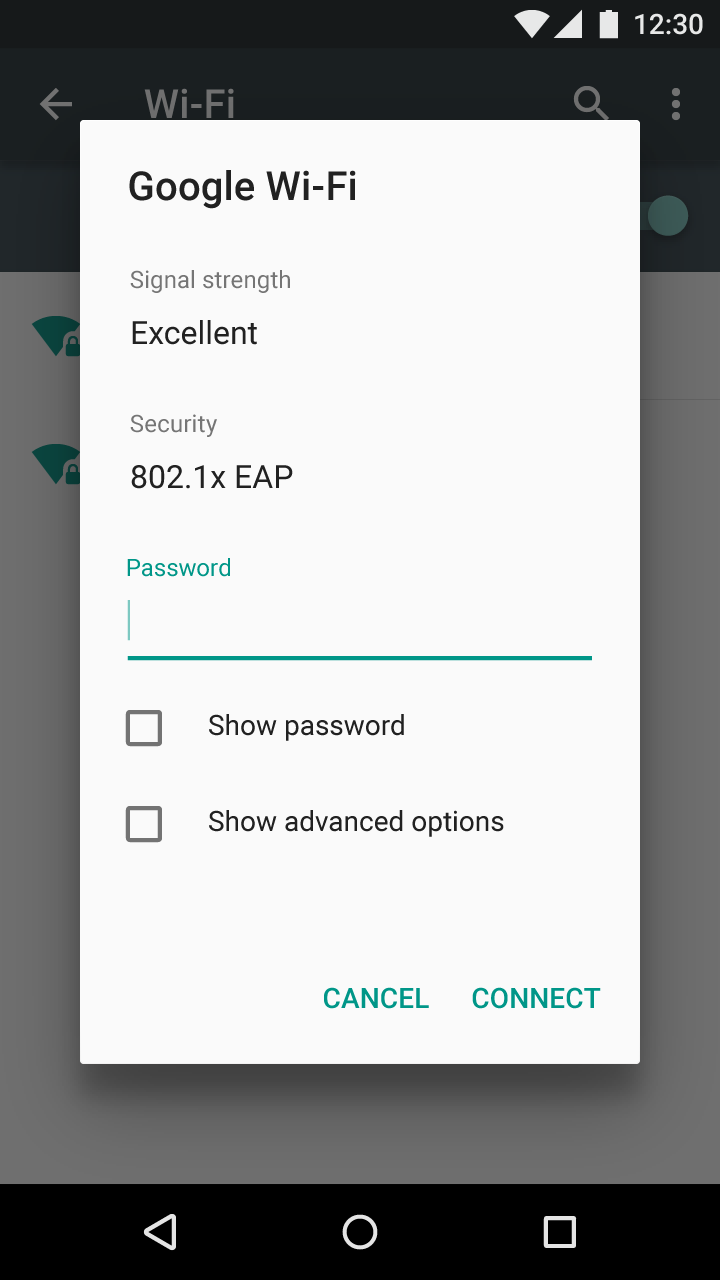 12:30
Wi-Fi
Google Wi-Fi
Signal strength
Excellent
Security
802.1x EAP
Password
Show password
Show advanced options
CANCEL CONNECT